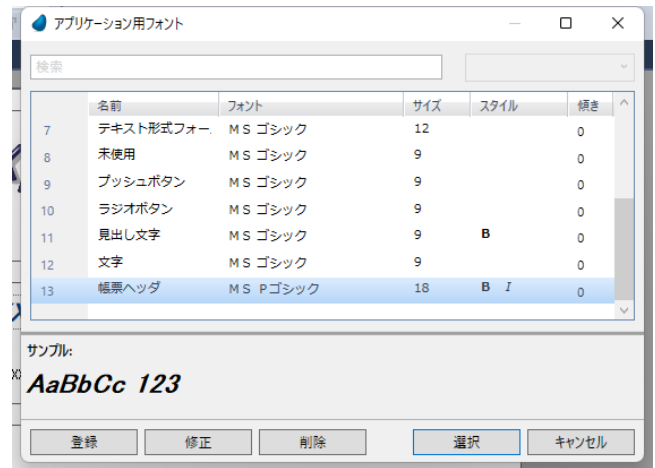 アプリケーション用フォント
検索
名前 フォント サイズ スタイル 傾き
7 テキスト形式フォー. ＭＳ ゴシック 12 0
8 未使用 ＭＳ ゴシック 9 0
9 プッシュボタン ＭＳ ゴシック 9 0
10 ラジオボタン ＭＳ ゴシック 9 0
11 見出し文字 ＭＳ ゴシック 9 B 0
12 文字 ＭＳ ゴシック 9 0
13 帳票ヘッダ ＭＳ Ｐゴシック 18 B I 0
サンプル:
AaBbCc 123
登録 修正 削除 選択 キャンセル